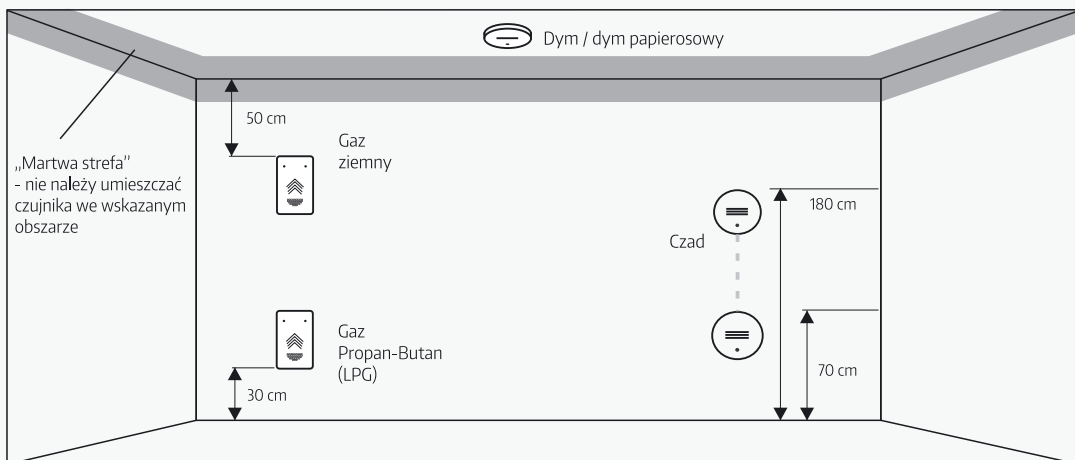 Dym / dym papierosowy
50 cm
Gaz
ziemny
„Martwa strefa”
- nie należy umieszczać
czujnika we wskazanym
obszarze
180 cm
Czad
Gaz
Propan-Butan
(LPG)
30 cm
70 cm